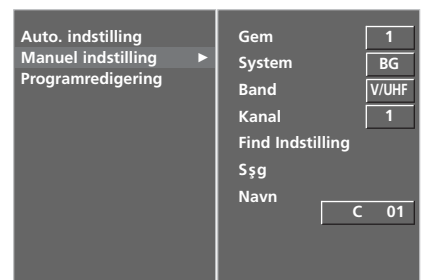 Auto. indstilling
Manuel indstilling ►
Programredigering
Gem 1
System BG
Band V/UHF
Kanal 1
Find Indstilling
Sşg
Navn
C 01